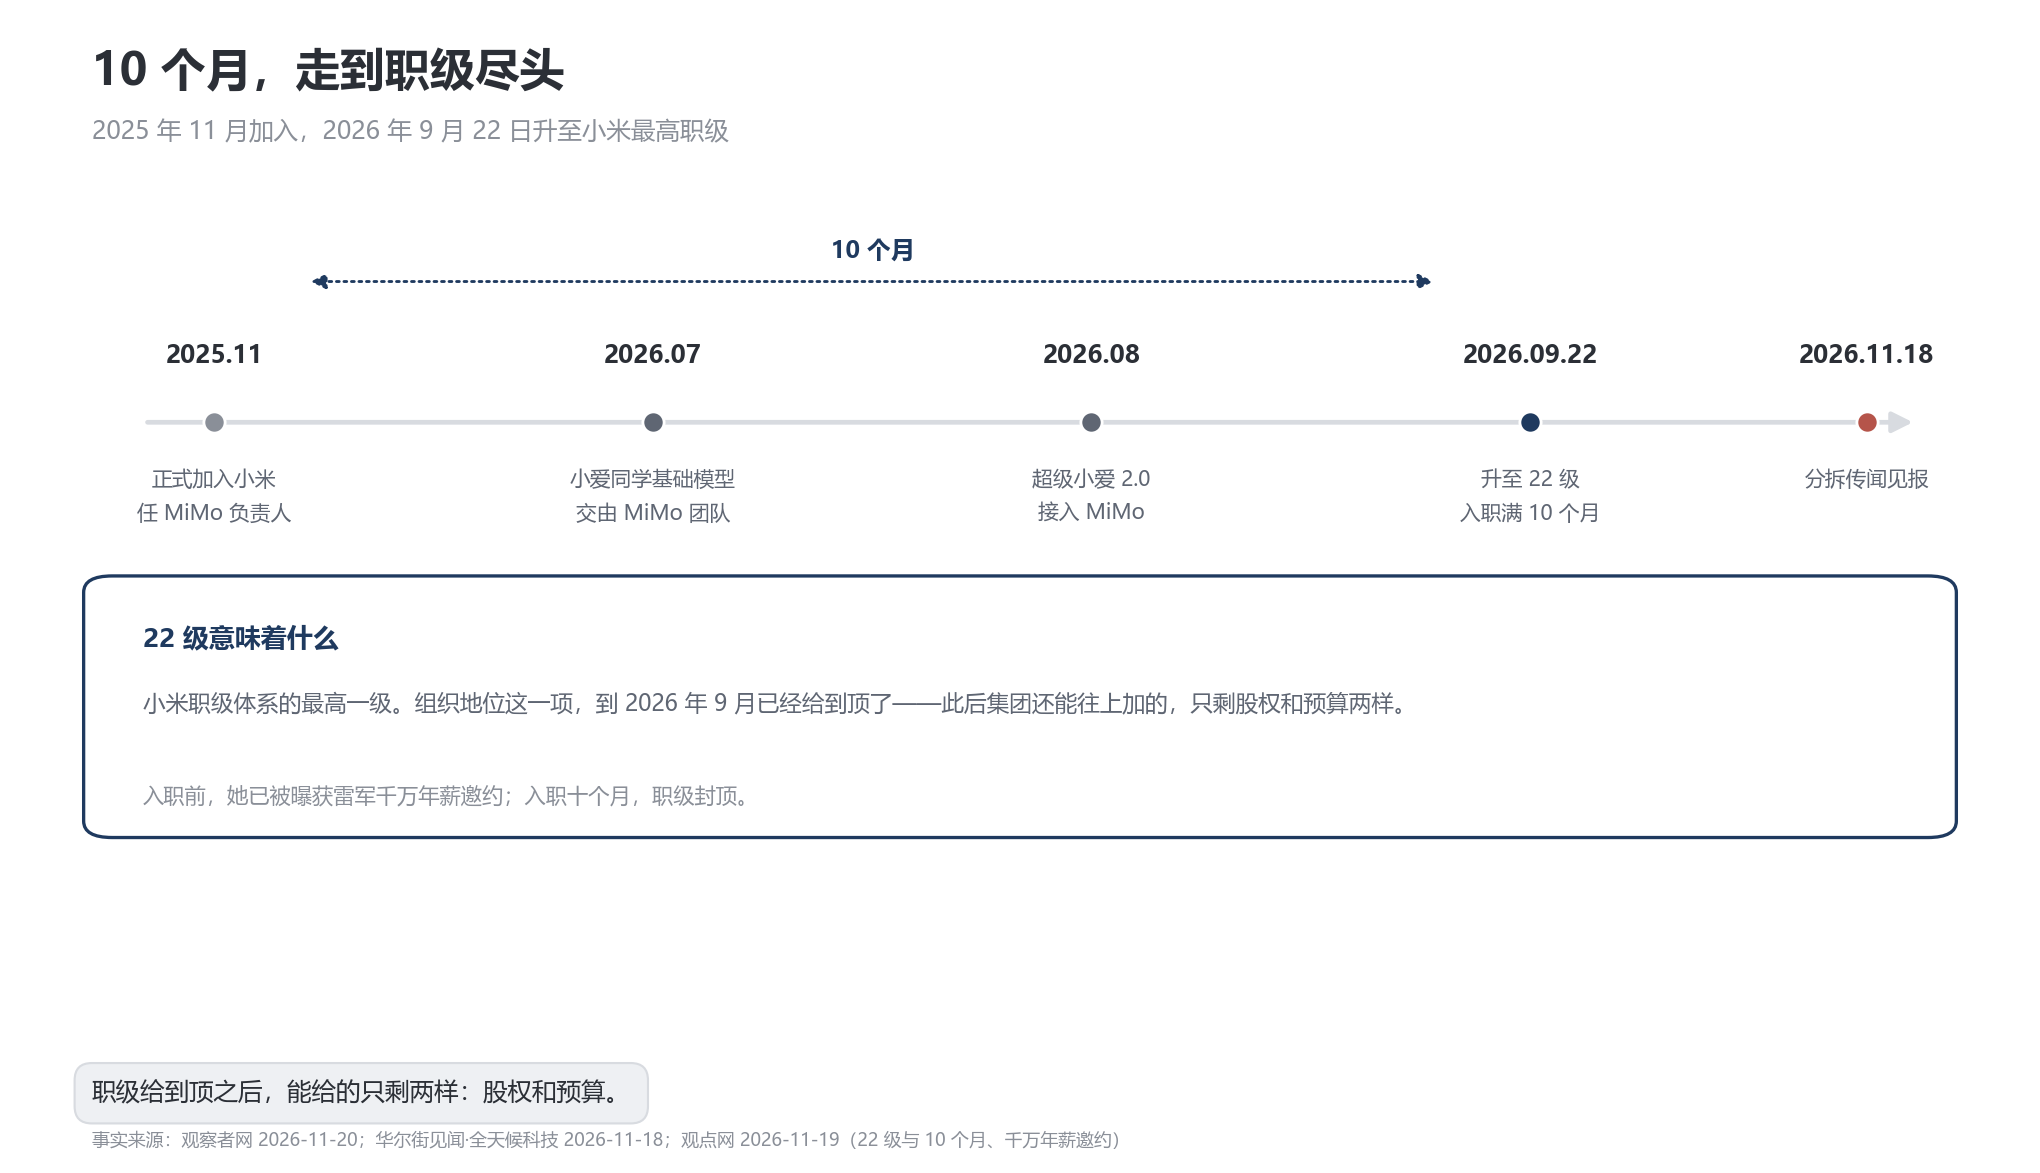 10 个月，走到职级尽头
2025 年 11 月加入，2026 年 9 月 22 日升至小米最高职级
10 个月
2025.11
2026.07
2026.08
2026.09.22
2026.11.18
正式加入小米
任 MiMo 负责人
小爱同学基础模型
交由 MiMo 团队
超级小爱 2.0
接入 MiMo
升至 22 级
入职满 10 个月
分拆传闻见报
22 级意味着什么
小米职级体系的最高一级。组织地位这一项，到 2026 年 9 月已经给到顶了——此后集团还能往上加的，只剩股权和预算两样。
入职前，她已被曝获雷军千万年薪邀约；入职十个月，职级封顶。
职级给到顶之后，能给的只剩两样：股权和预算。
事实来源：观察者网 2026-11-20；华尔街见闻·全天候科技 2026-11-18；观点网 2026-11-19（22 级与 10 个月、千万年薪邀约）